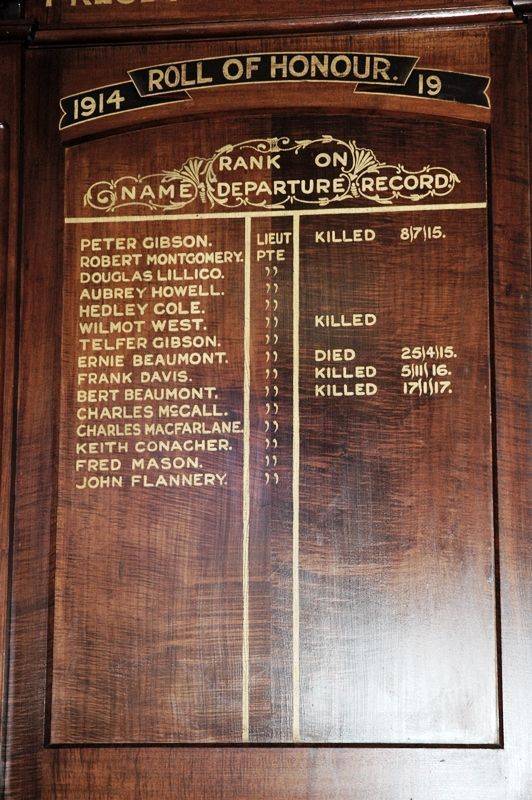 1914 ROLL OF HONOUR. 19
NAME RANK ON DEPARTURE RECORD.
PETER GIBSON. LIEUT KILLED 8/7/15.
ROBERT MONTGOMERY. PTE
DOUGLAS LILLICO. ,,
AUBREY HOWELL. ,,
HEDLEY COLE. ,,
WILMOT WEST. ,, KILLED
TELFER GIBSON. ,,
ERNIE BEAUMONT. ,, DIED 25/4/15.
FRANK DAVIS. ,, KILLED 5/11/16.
BERT BEAUMONT. ,, KILLED 17/1/17.
CHARLES McCALL. ,,
CHARLES MACFARLANE. ,,
KEITH CONACHER. ,,
FRED MASON. ,,
JOHN FLANNERY. ,,